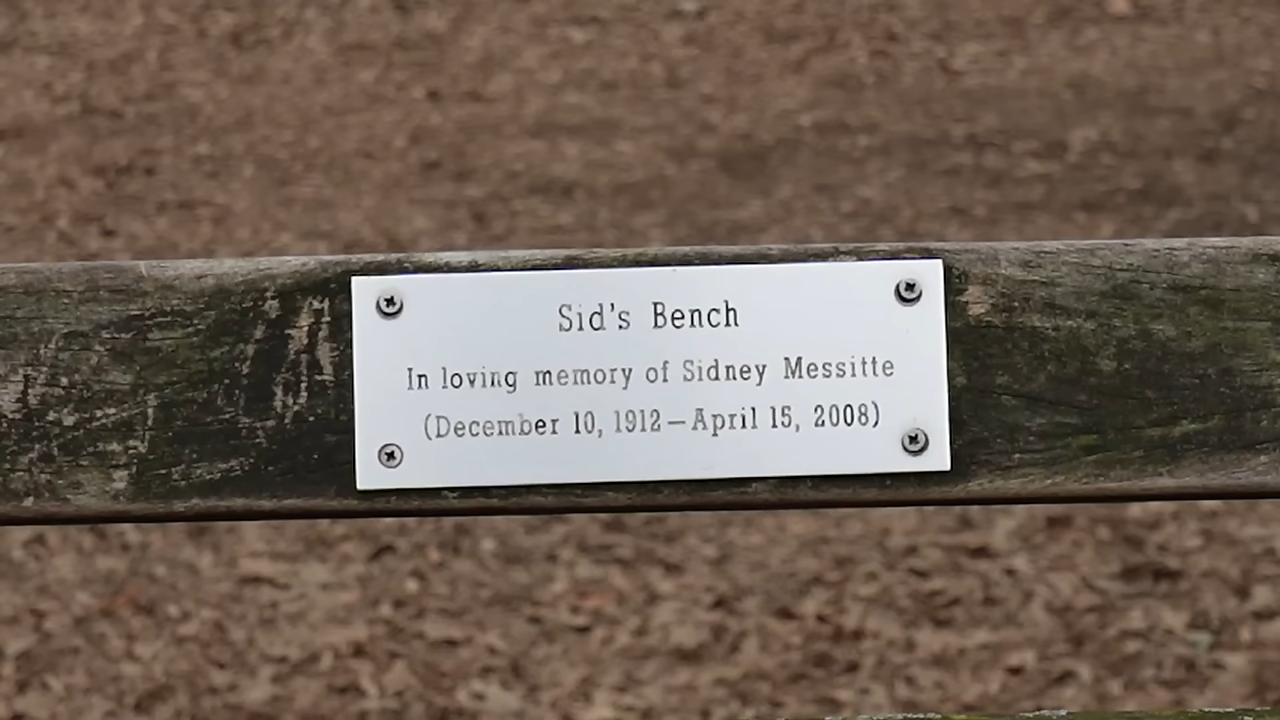 Sid's Bench
In loving memory of Sidney Messitte
(December 10, 1912 – April 15, 2008)